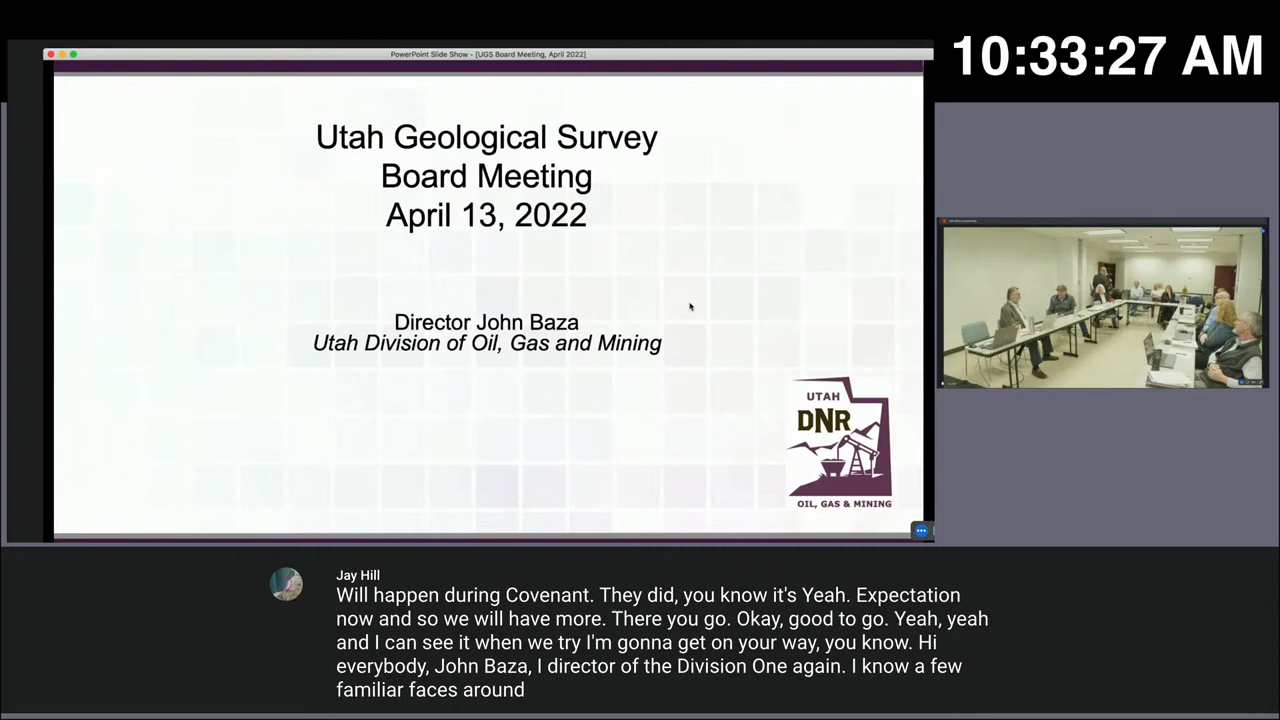 10:33:27 AM
PowerPoint Slide Show - [UGS Board Meeting, April 2022]
Utah Geological Survey
Board Meeting
April 13, 2022
Director John Baza
Utah Division of Oil, Gas and Mining
UTAH
DNR
OIL, GAS & MINING
Jay Hill
Will happen during Covenant. They did, you know it's Yeah. Expectation
now and so we will have more. There you go. Okay, good to go. Yeah, yeah
and I can see it when we try I'm gonna get on your way, you know. Hi
everybody, John Baza, I director of the Division One again. I know a few
familiar faces around